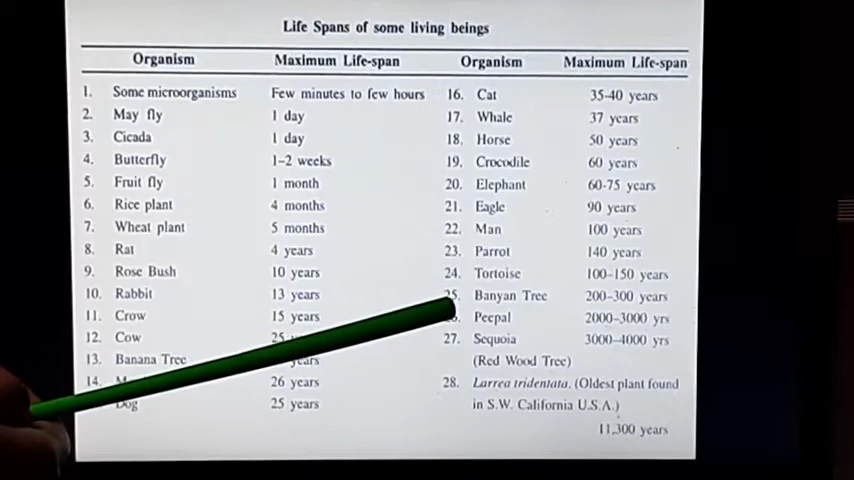 Life Spans of some living beings
Organism Maximum Life-span Organism Maximum Life-span
1. Some microorganisms Few minutes to few hours 16. Cat 35-40 years
2. May fly 1 day 17. Whale 37 years
3. Cicada 1 day 18. Horse 50 years
4. Butterfly 1-2 weeks 19. Crocodile 60 years
5. Fruit fly 1 month 20. Elephant 60-75 years
6. Rice plant 4 months 21. Eagle 90 years
7. Wheat plant 5 months 22. Man 100 years
8. Rat 4 years 23. Parrot 140 years
9. Rose Bush 10 years 24. Tortoise 100-150 years
10. Rabbit 13 years 25. Banyan Tree 200-300 years
11. Crow 15 years Peepal 2000-3000 yrs
12. Cow 27. Sequoia 3000-4000 yrs
13. Banana Tree years (Red Wood Tree)
14. 26 years 28. Larrea tridentata. (Oldest plant found
Dog 25 years in S.W. California U.S.A.)
11,300 years